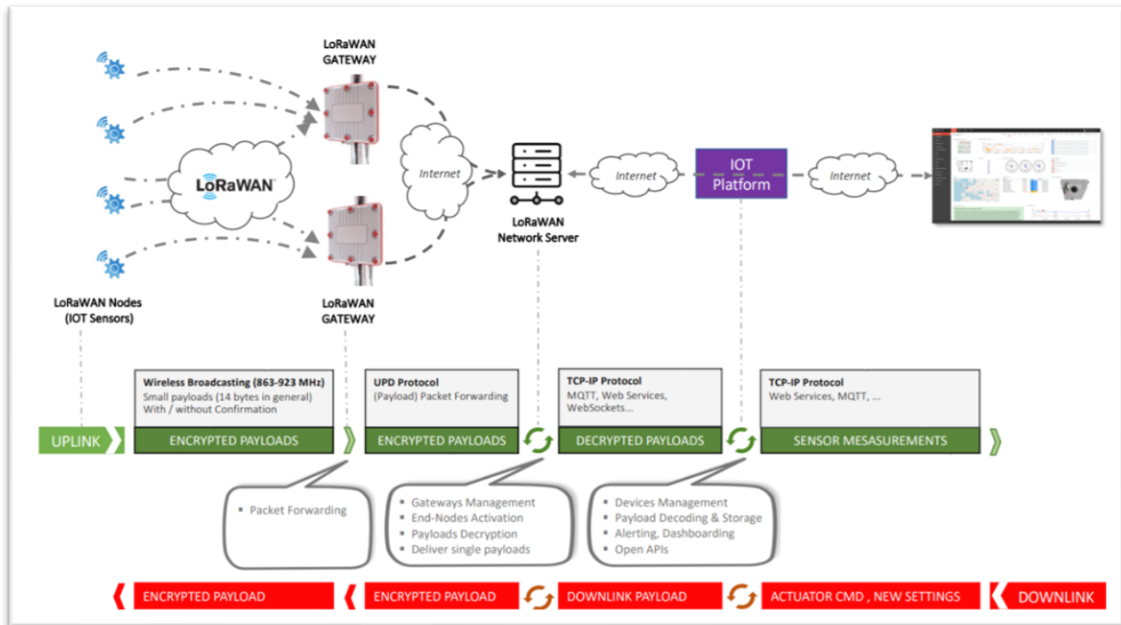 LoRaWAN
GATEWAY
LoRaWAN™
Internet
LoRaWAN
Network Server
Internet
IOT
Platform
Internet
LoRaWAN Nodes
(IOT Sensors)
LoRaWAN
GATEWAY
Wireless Broadcasting (863-923 MHz)
Small payloads (14 bytes in general)
With / without Confirmation
UPD Protocol
(Payload) Packet Forwarding
TCP-IP Protocol
MQTT, Web Services,
WebSockets...
TCP-IP Protocol
Web Services, MQTT, ...
UPLINK
ENCRYPTED PAYLOADS
ENCRYPTED PAYLOADS
DECRYPTED PAYLOADS
SENSOR MESASUREMENTS
▪ Packet Forwarding
▪ Gateways Management
▪ End-Nodes Activation
▪ Payloads Decryption
▪ Deliver single payloads
▪ Devices Management
▪ Payload Decoding & Storage
▪ Alerting, Dashboarding
▪ Open APIs
ENCRYPTED PAYLOAD
ENCRYPTED PAYLOAD
DOWNLINK PAYLOAD
ACTUATOR CMD , NEW SETTINGS
DOWNLINK